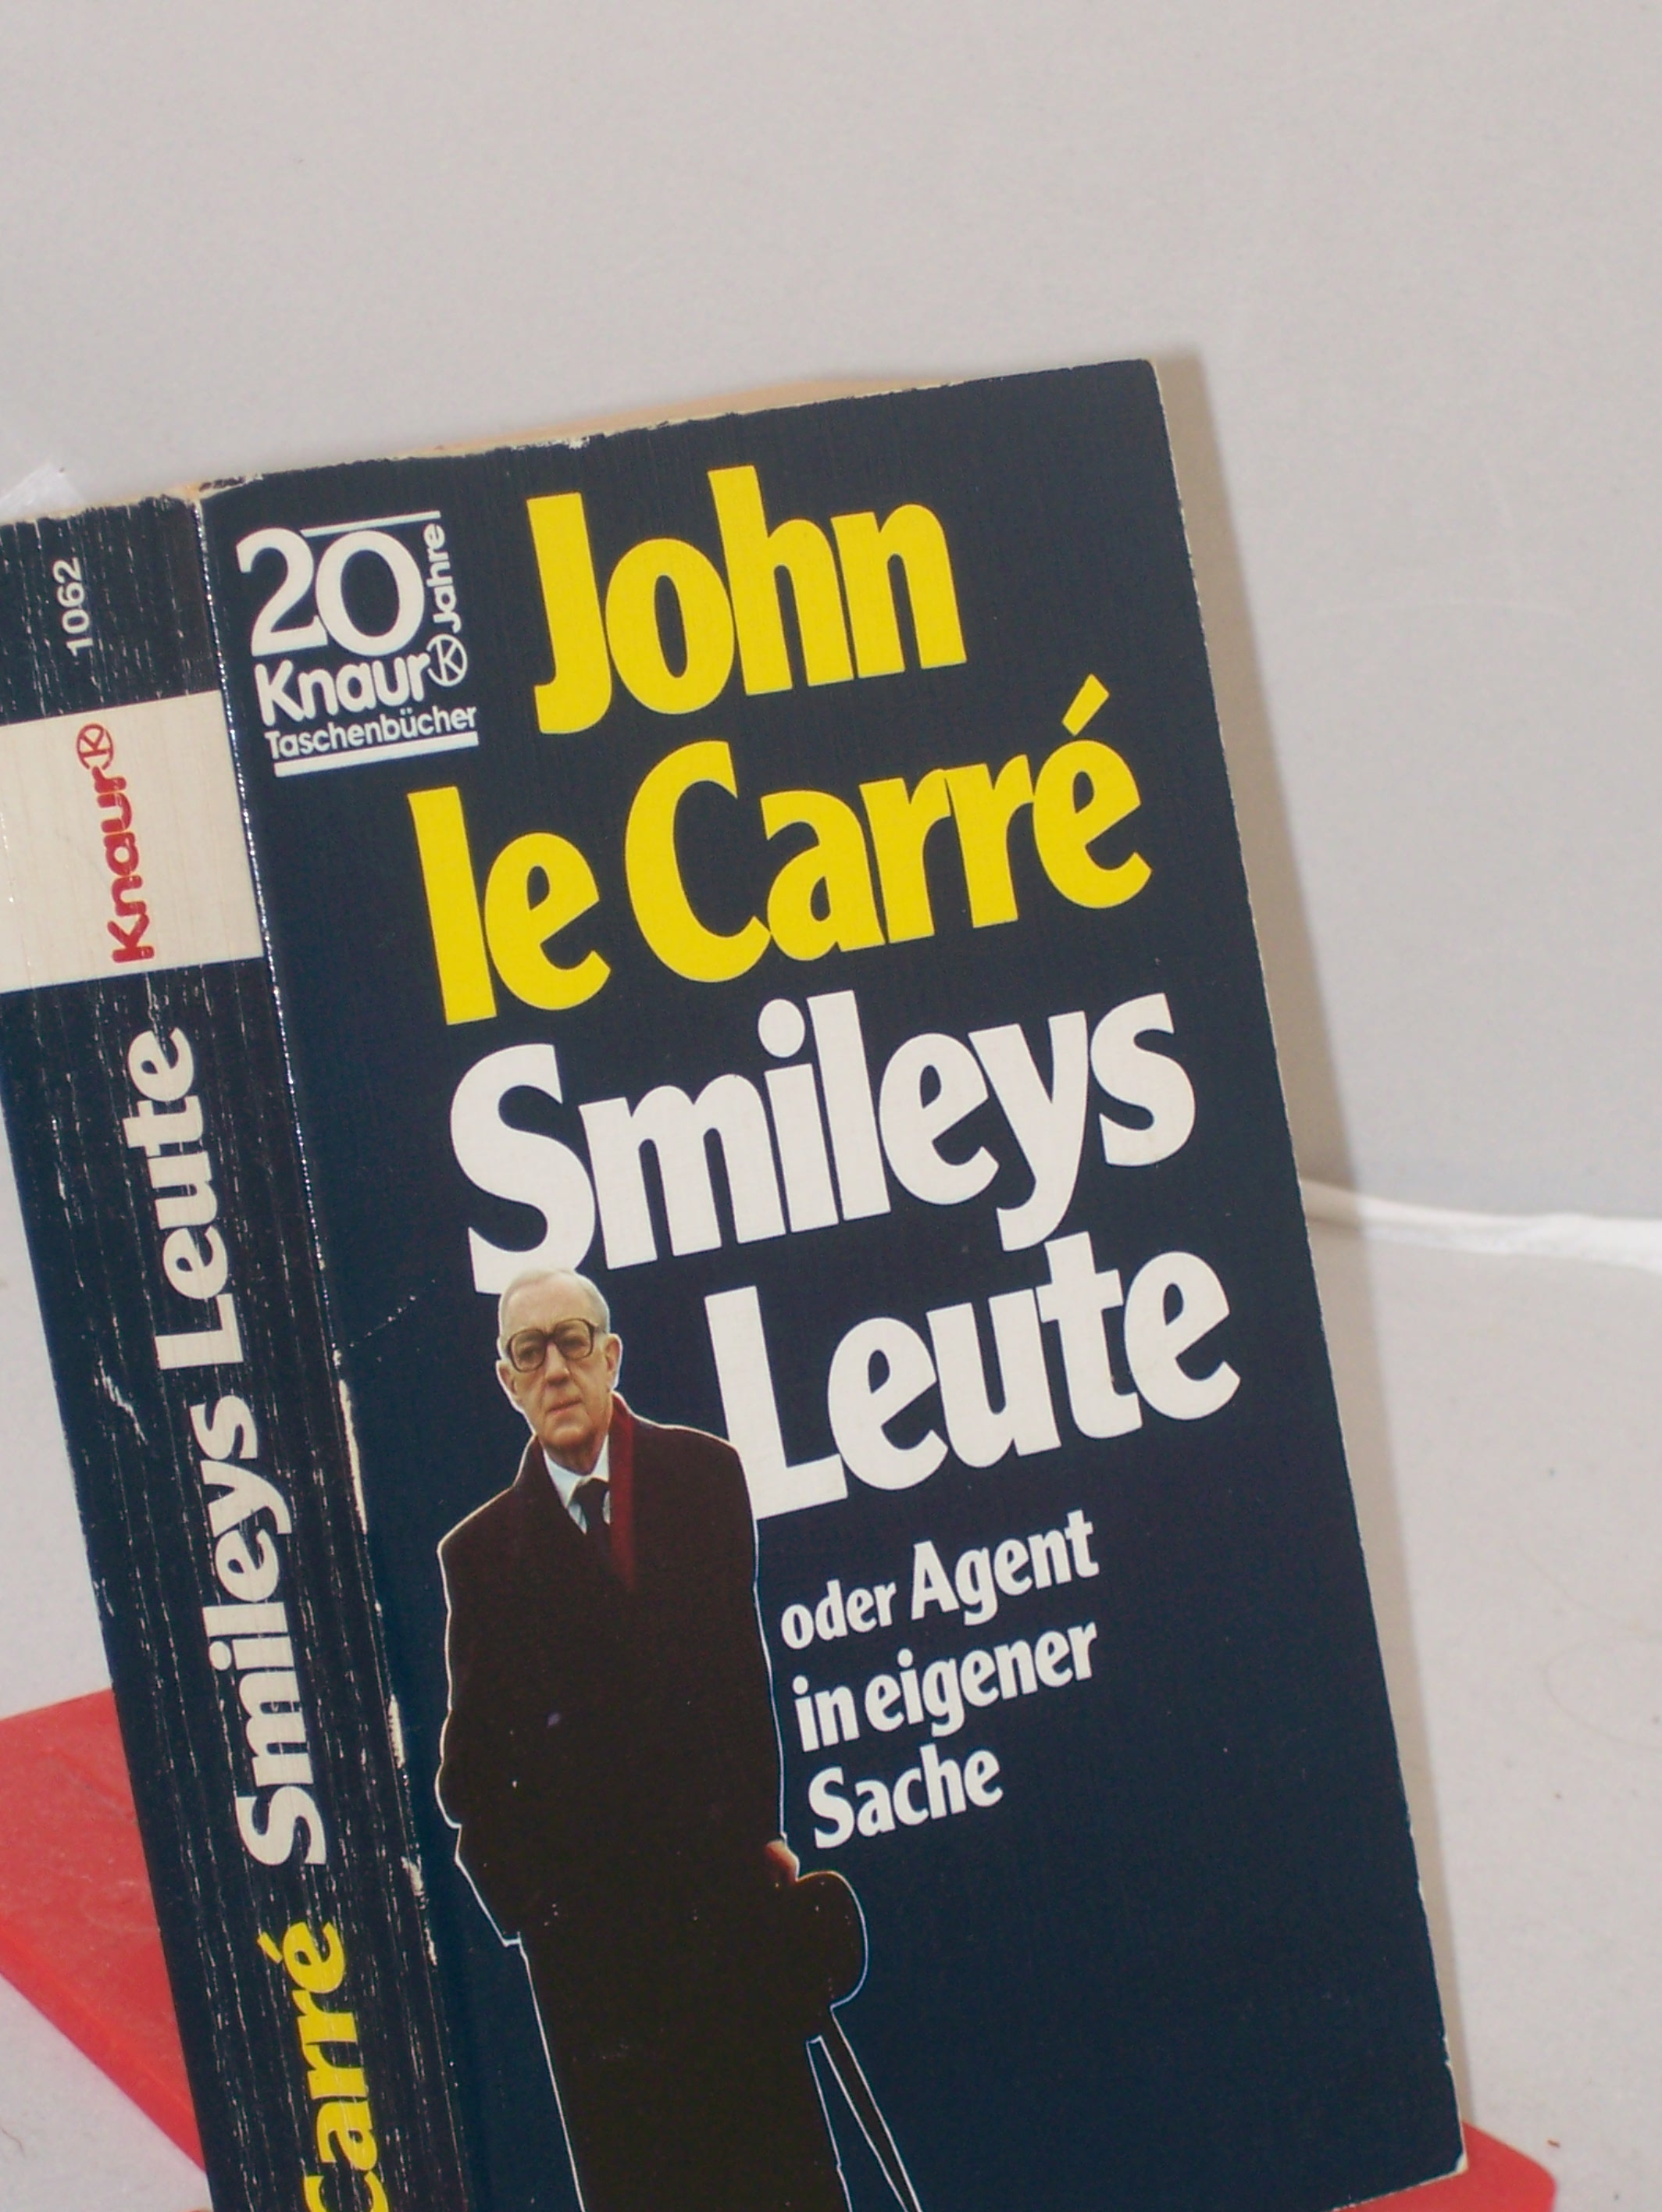 1062
Knaur
Smileys Leute
Carré
20 Jahre
Knaur
Taschenbücher
John
le Carré
Smileys
Leute
oder Agent
in eigener
Sache